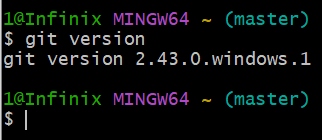 1@Infinix MINGW64 ~ (master)
$ git version
git version 2.43.0.windows.1
1@Infinix MINGW64 ~ (master)
$